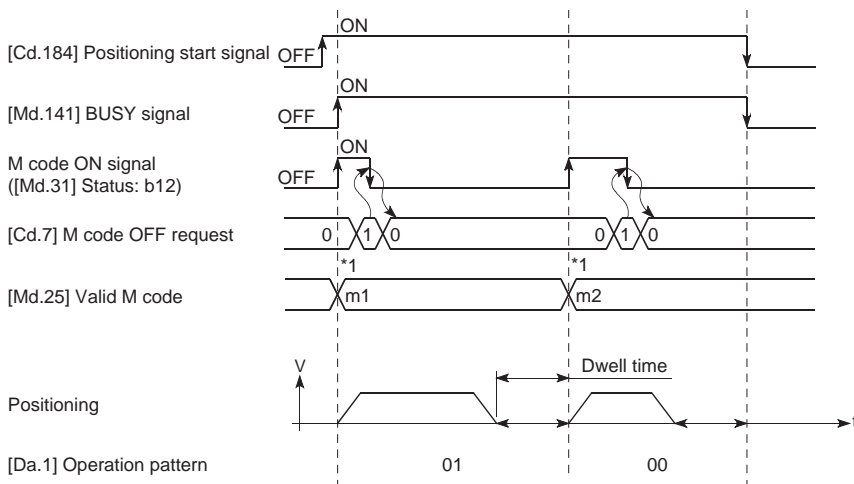 ON
[Cd.184] Positioning start signal OFF
ON
[Md.141] BUSY signal OFF
ON
M code ON signal
([Md.31] Status: b12) OFF
[Cd.7] M code OFF request 0 1 0 0 1 0
*1 *1
[Md.25] Valid M code m1 m2
V Dwell time
Positioning
t
[Da.1] Operation pattern 01 00